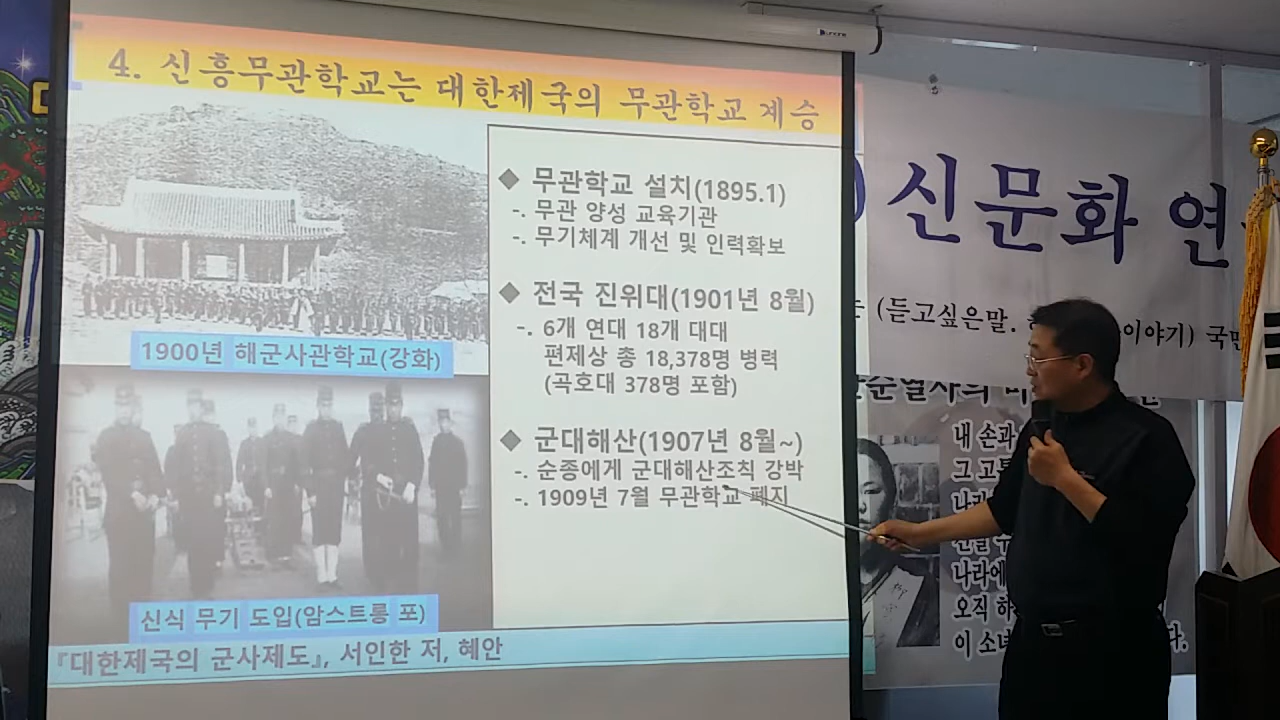 4. 신흥무관학교는 대한제국의 무관학교 계승
1900년 해군사관학교(강화)
신식 무기 도입(암스트롱 포)
『대한제국의 군사제도』, 서인한 저, 혜안
◆ 무관학교 설치(1895.1)
-. 무관 양성 교육기관
-. 무기체계 개선 및 인력확보
◆ 전국 진위대(1901년 8월)
-. 6개 연대 18개 대대
편제상 총 18,378명 병력
(곡호대 378명 포함)
◆ 군대해산(1907년 8월~)
-. 순종에게 군대해산조칙 강박
-. 1909년 7월 무관학교 폐지
신문화
(듣고싶은말.
이야기)
내 손과
그
오직
이 소녀